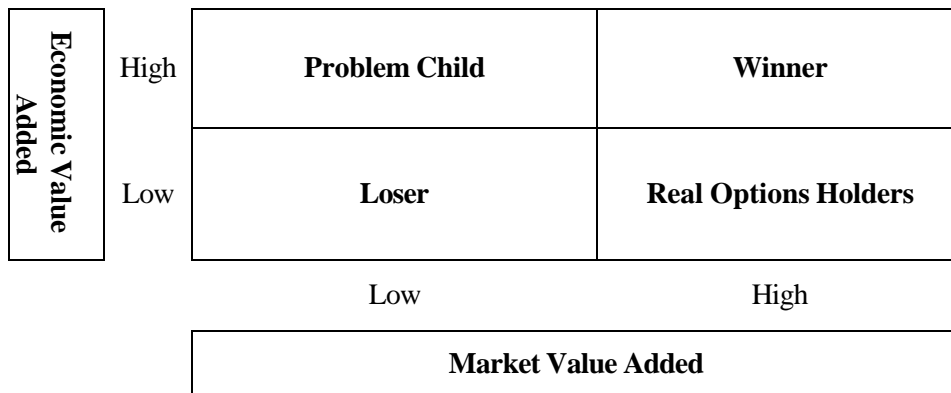 Economic Value
Added
High
Problem Child
Winner
Low
Loser
Real Options Holders
Low
High
Market Value Added